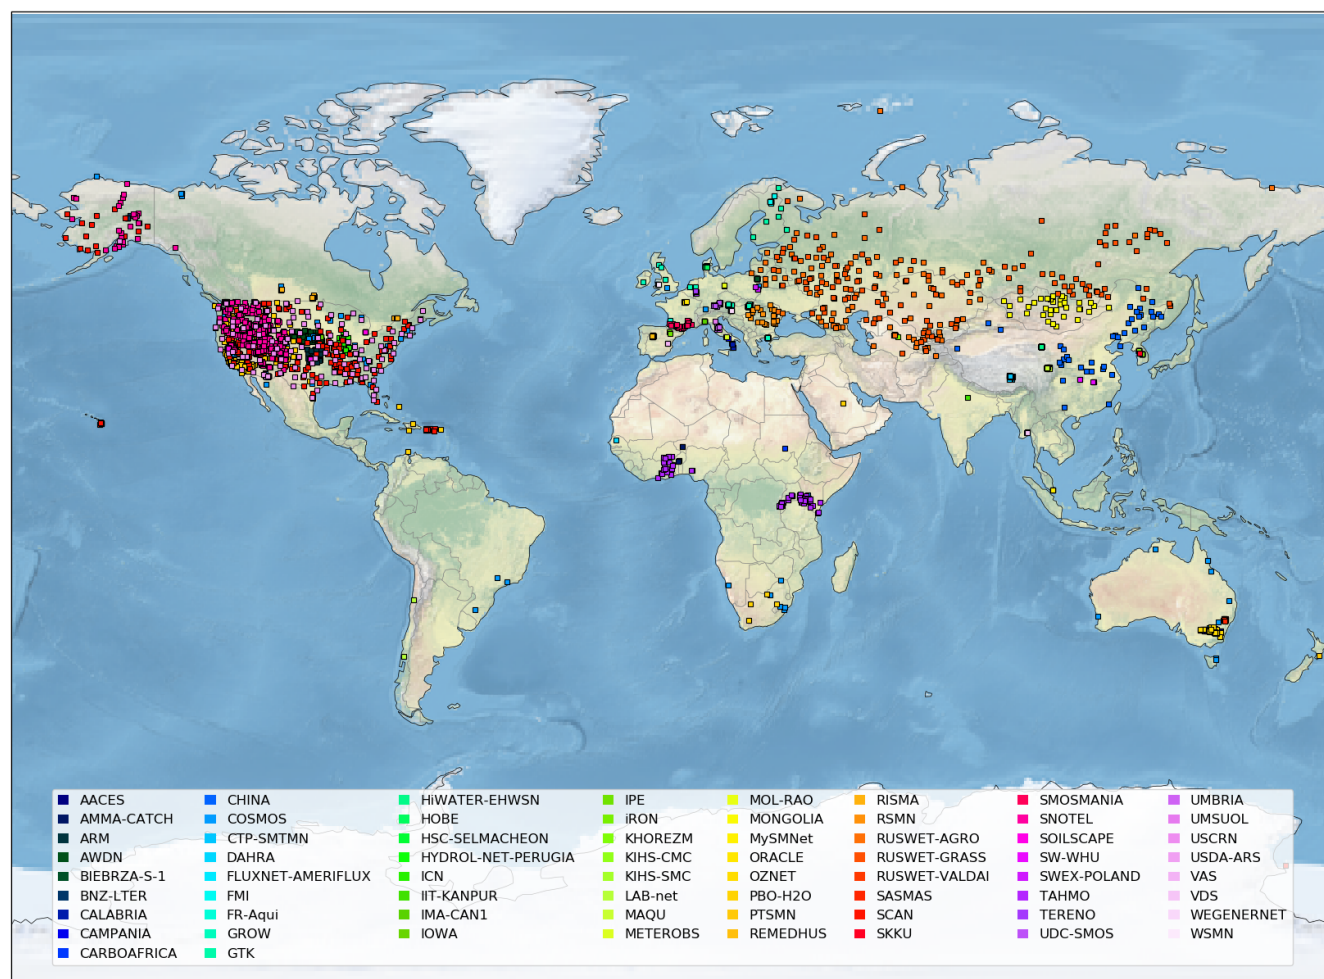 AACES
AMMA-CATCH
ARM
AWDN
BIEBRZA-S-1
BNZ-LTER
CALABRIA
CAMPANIA
CARBOAFRICA
CHINA
COSMOS
CTP-SMTMN
DAHRA
FLUXNET-AMERIFLUX
FMI
FR-Aqui
GROW
GTK
HiWATER-EHWSN
HOBE
HSC-SELMACHEON
HYDROL-NET-PERUGIA
ICN
IIT-KANPUR
IMA-CAN1
IOWA
IPE
iRON
KHOREZM
KIHS-CMC
KIHS-SMC
LAB-net
MAQU
METEROBS
MOL-RAO
MONGOLIA
MySMNet
ORACLE
OZNET
PBO-H2O
PTSMN
REMEDHUS
RISMA
RSMN
RUSWET-AGRO
RUSWET-GRASS
RUSWET-VALDAI
SASMAS
SCAN
SKKU
SMOSMANIA
SNOTEL
SOILSCAPE
SW-WHU
SWEX-POLAND
TAHMO
TERENO
UDC-SMOS
UMBRIA
UMSUOL
USCRN
USDA-ARS
VAS
VDS
WEGENERNET
WSMN